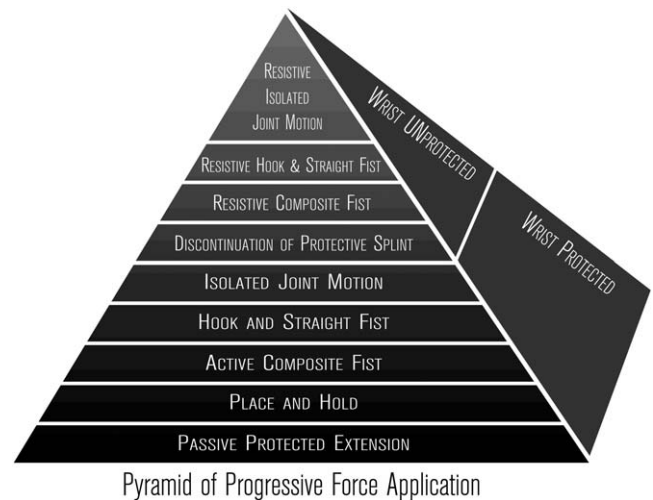 RESISTIVE
ISOLATED
JOINT MOTION
RESISTIVE HOOK & STRAIGHT FIST
RESISTIVE COMPOSITE FIST
DISCONTINUATION OF PROTECTIVE SPLINT
ISOLATED JOINT MOTION
HOOK AND STRAIGHT FIST
ACTIVE COMPOSITE FIST
PLACE AND HOLD
PASSIVE PROTECTED EXTENSION
WRIST UNPROTECTED
WRIST PROTECTED
Pyramid of Progressive Force Application